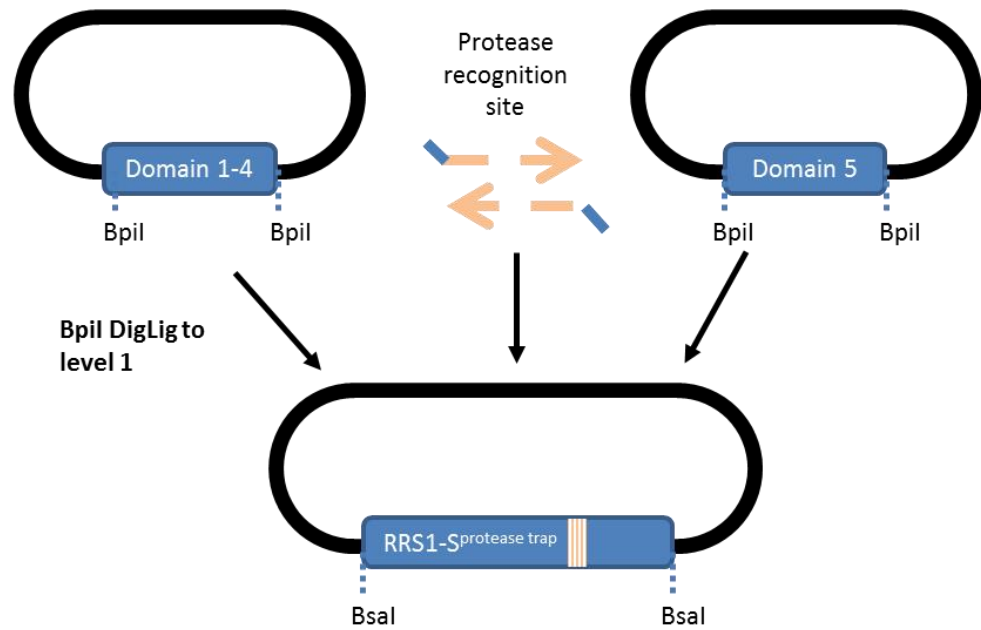 Protease
recognition
site
Domain 1-4
Domain 5
BpiI
BpiI
BpiI
BpiI
BpiI DigLig to
level 1
RRS1-Sprotease trap
BsaI
BsaI